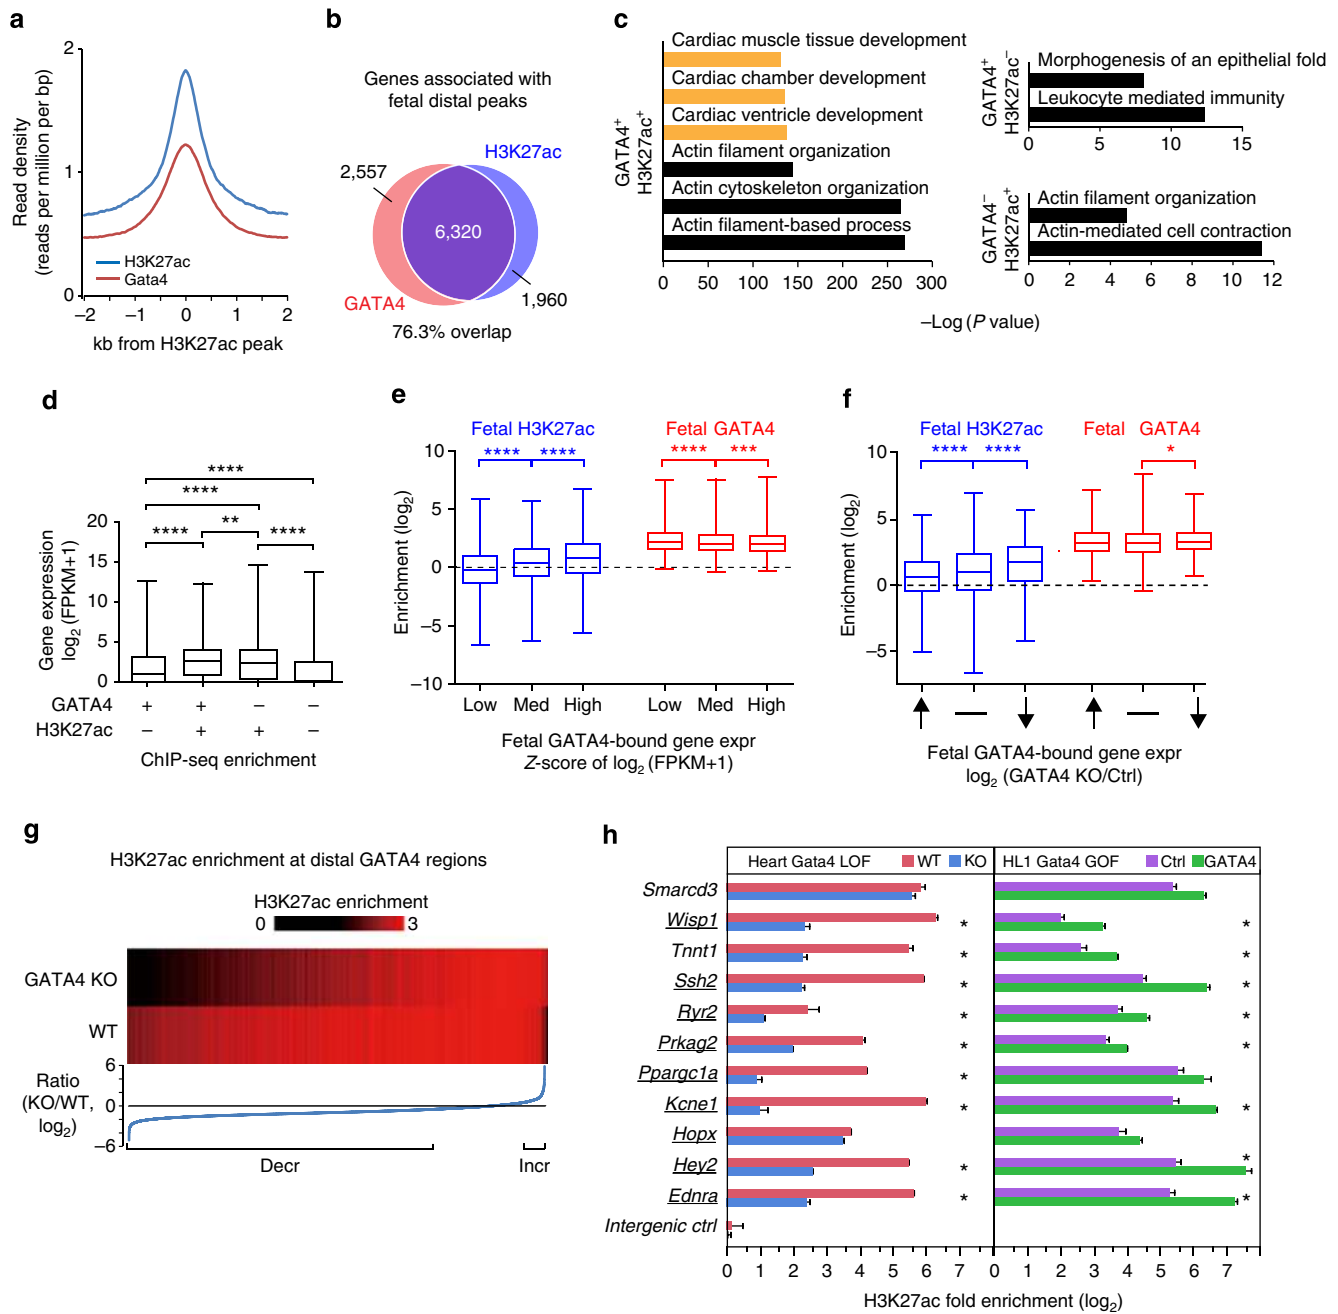 a
2
1
0
Read density
(reads per million per bp)
H3K27ac
Gata4
−2 −1 0 1 2
kb from H3K27ac peak
b
Genes associated with
fetal distal peaks
H3K27ac
2,557
6,320
GATA4
1,960
76.3% overlap
c
GATA4+
H3K27ac+
Cardiac muscle tissue development
Cardiac chamber development
Cardiac ventricle development
Actin filament organization
Actin cytoskeleton organization
Actin filament-based process
0 50 100 150 200 250 300
GATA4+
H3K27ac−
Morphogenesis of an epithelial fold
Leukocyte mediated immunity
0 5 10 15
GATA4−
H3K27ac+
Actin filament organization
Actin-mediated cell contraction
0 2 4 6 8 10 12
−Log (P value)
d
****
****
**** ** ****
20
15
10
5
0
Gene expression
log2 (FPKM+1)
GATA4 + + − −
H3K27ac − + + −
ChIP-seq enrichment
e
Fetal H3K27ac Fetal GATA4
**** **** **** ***
10
5
0
−5
−10
Enrichment (log2)
Low Med High Low Med High
Fetal GATA4-bound gene expr
Z-score of log2 (FPKM+1)
f
Fetal H3K27ac Fetal GATA4
**** **** *
10
5
0
−5
Enrichment (log2)
Fetal GATA4-bound gene expr
log2 (GATA4 KO/Ctrl)
g
H3K27ac enrichment at distal GATA4 regions
H3K27ac enrichment
0 3
GATA4 KO
WT
Ratio
(KO/WT,
log2)
6
0
−6
Decr Incr
h
Heart Gata4 LOF WT KO HL1 Gata4 GOF Ctrl GATA4
Smarcd3
Wisp1 * *
Tnnt1 * *
Ssh2 * *
Ryr2 * *
Prkag2 * *
Ppargc1a *
Kcne1 * *
Hopx
Hey2 * *
Ednra * *
Intergenic ctrl
0 1 2 3 4 5 6 7 0 1 2 3 4 5 6 7
H3K27ac fold enrichment (log2)